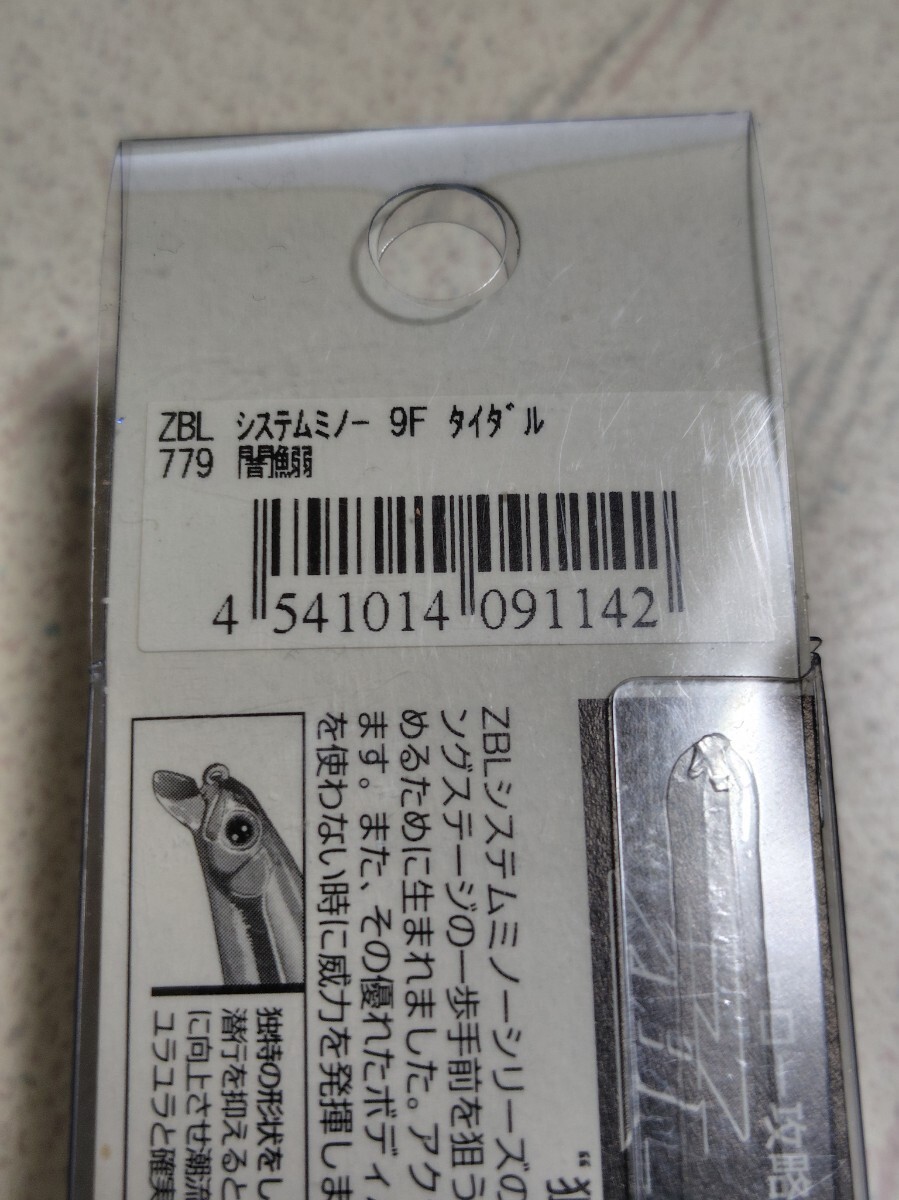 ZBL システムミノー 9F タイダル
779 闇鰯
4 541014 091142
ZBLシステムミノーシリーズの
ングステージの一歩手前を狙う
めるために生まれました。アク
ます。また、その優れたボディ
を使わない時に威力を発揮しま
独特の形状をし
潜行を抑えると
に向上させ潮流
ユラユラと確実
攻略